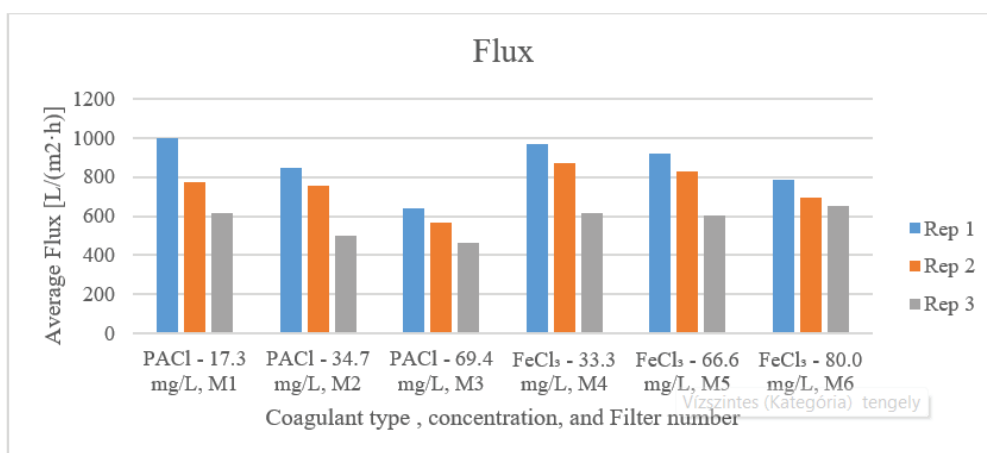 Flux
Average Flux [L/(m2·h)]
1200
1000
800
600
400
200
0
PACl - 17.3
mg/L, M1
PACl - 34.7
mg/L, M2
PACl - 69.4
mg/L, M3
FeCl₃ - 33.3
mg/L, M4
FeCl₃ - 66.6
mg/L, M5
FeCl₃ - 80.0
mg/L, M6
Vízszintes (Kategória) tengely
Coagulant type , concentration, and Filter number
Rep 1
Rep 2
Rep 3